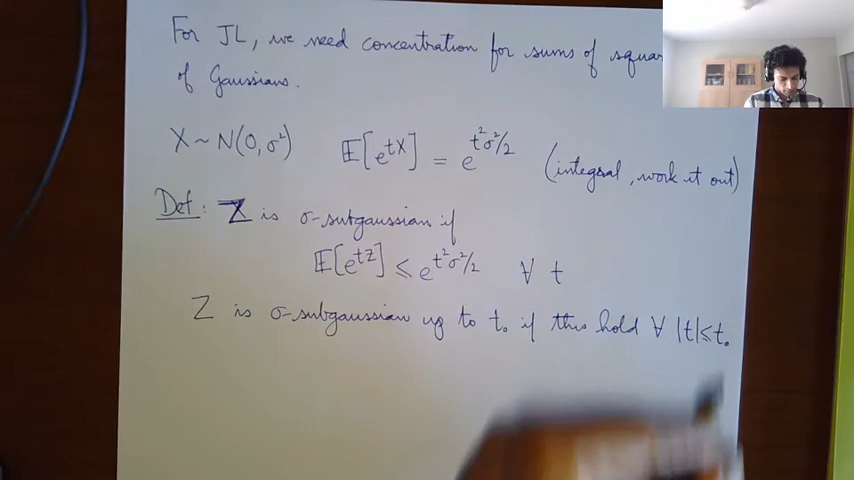 For JL, we need concentration for sums of
of Gaussians.
X ~ N(0, σ²) 𝔼[e^{tX}] = e^{t²σ²/2} (integral, work it out)
Def: Z is σ-subgaussian if
𝔼[e^{tZ}] ≤ e^{t²σ²/2} ∀ t
Z is σ-subgaussian up to t₀ if this hold ∀ |t| ≤ t₀